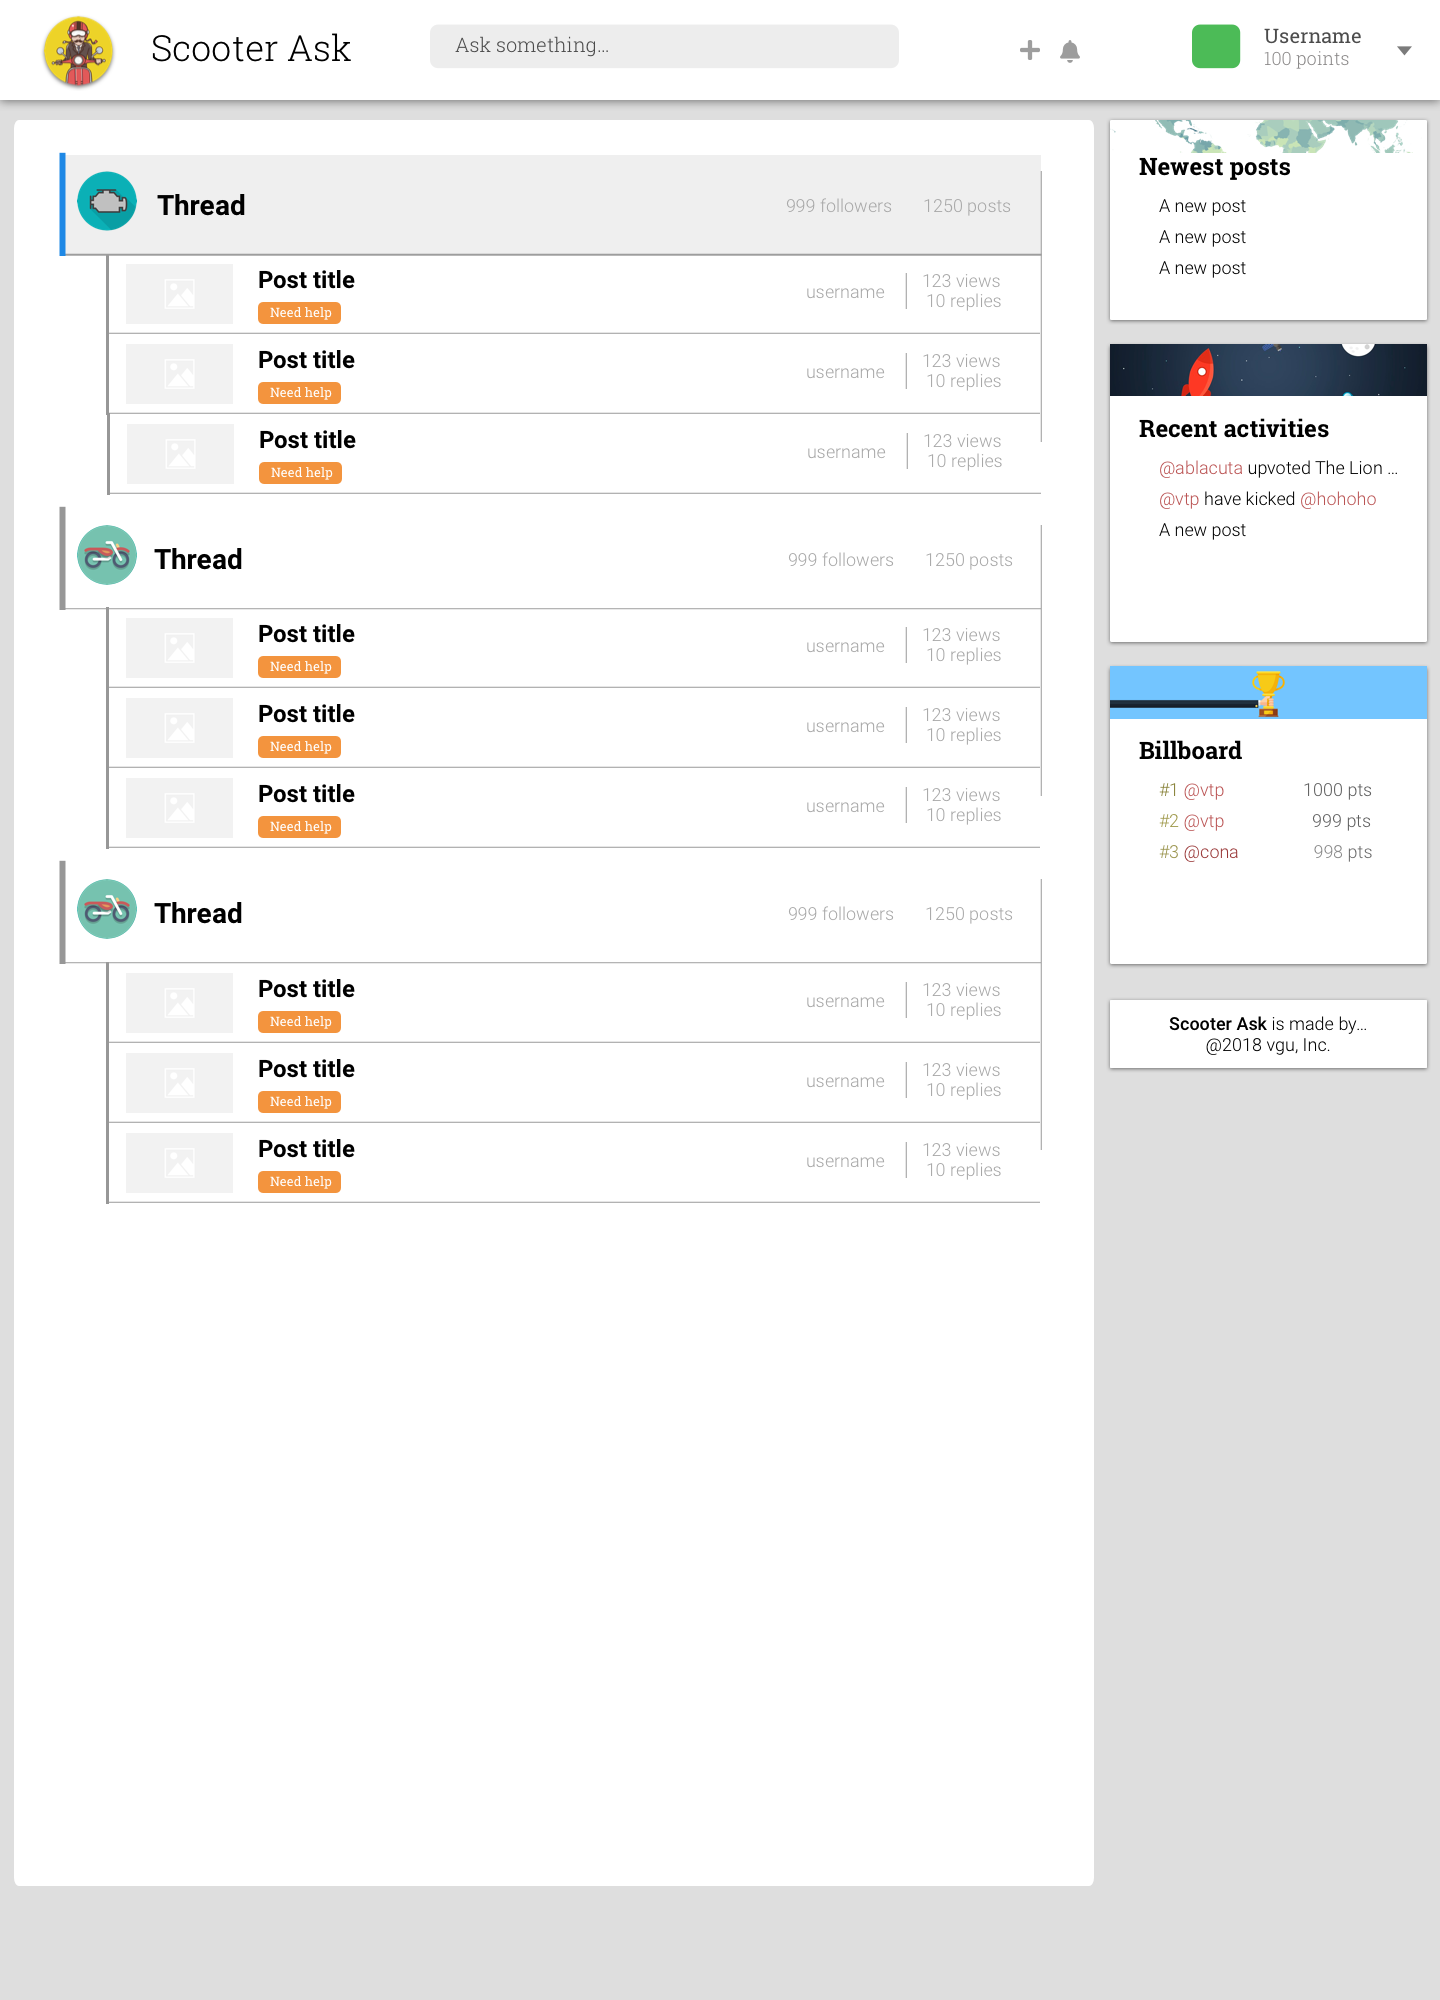 Scooter Ask
Ask something...
Username
100 points
Thread
999 followers
1250 posts
Post title
Need help
username
123 views
10 replies
Post title
Need help
username
123 views
10 replies
Post title
Need help
username
123 views
10 replies
Thread
999 followers
1250 posts
Post title
Need help
username
123 views
10 replies
Post title
Need help
username
123 views
10 replies
Post title
Need help
username
123 views
10 replies
Thread
999 followers
1250 posts
Post title
Need help
username
123 views
10 replies
Post title
Need help
username
123 views
10 replies
Post title
Need help
username
123 views
10 replies
Newest posts
A new post
A new post
A new post
Recent activities
@ablacuta upvoted The Lion ...
@vtp have kicked @hohoho
A new post
Billboard
#1 @vtp 1000 pts
#2 @vtp 999 pts
#3 @cona 998 pts
Scooter Ask is made by...
@2018 vgu, Inc.